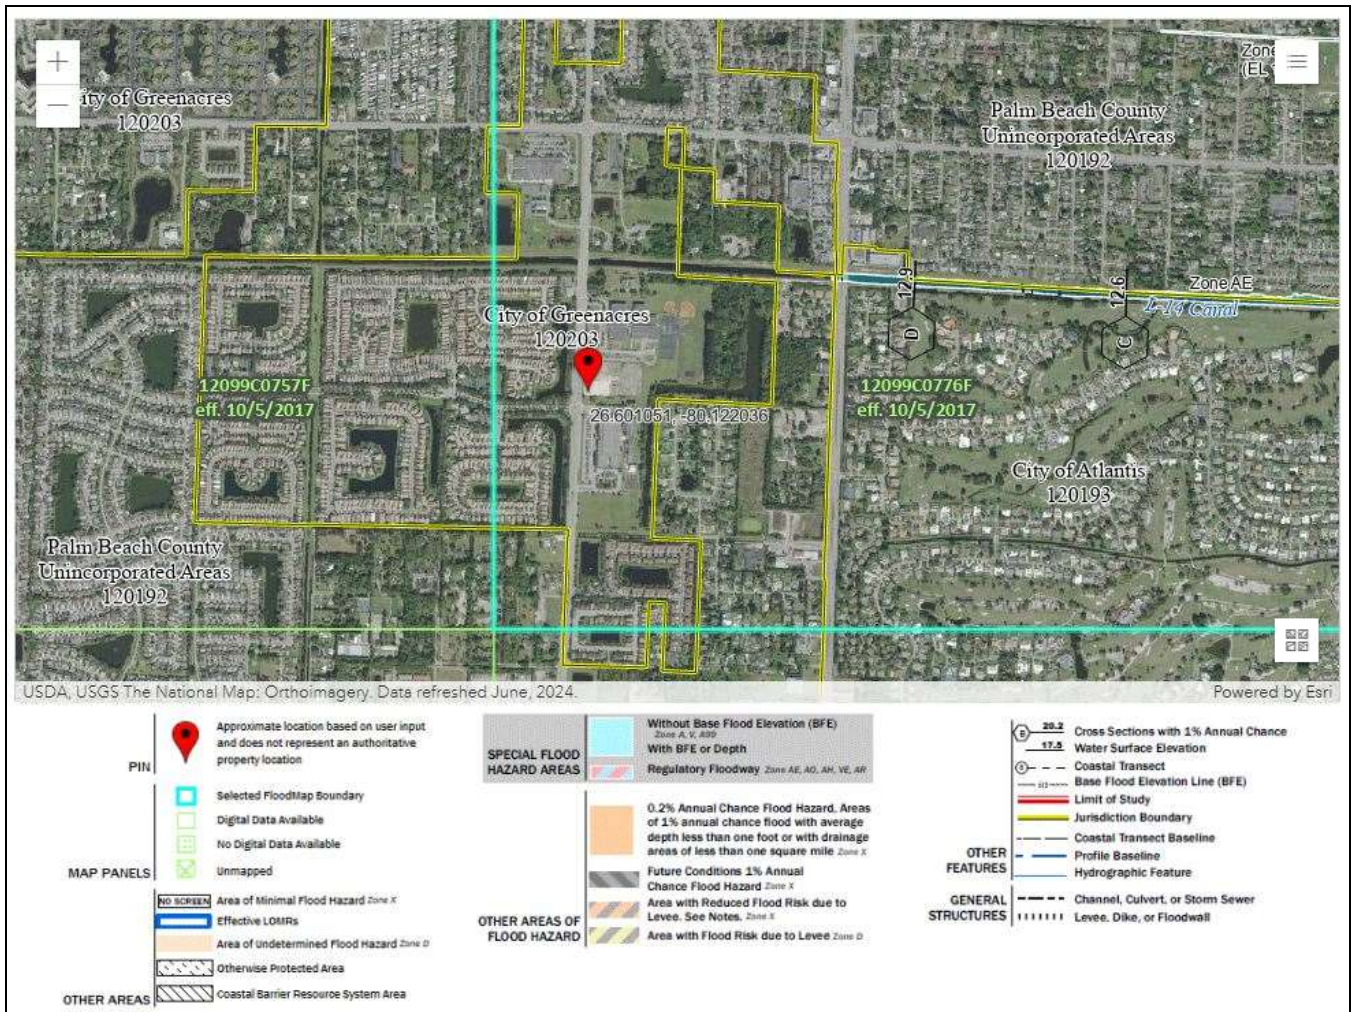 City of Greenacres
120203
Palm Beach County
Unincorporated Areas
120192
Zone
(EL
Zone AE
L-14 Canal
12.9
D
12.6
C
City of Greenacres
120203
26.601051, -80.122036
12099C0757F
eff. 10/5/2017
12099C0776F
eff. 10/5/2017
City of Atlantis
120193
Palm Beach County
Unincorporated Areas
120192
USDA, USGS The National Map: Orthoimagery. Data refreshed June, 2024.
Powered by Esri
PIN
Approximate location based on user input
and does not represent an authoritative
property location
MAP PANELS
Selected FloodMap Boundary
Digital Data Available
No Digital Data Available
Unmapped
OTHER AREAS
NO SCREEN Area of Minimal Flood Hazard Zone X
Effective LOMRs
Area of Undetermined Flood Hazard Zone D
Otherwise Protected Area
Coastal Barrier Resource System Area
SPECIAL FLOOD
HAZARD AREAS
Without Base Flood Elevation (BFE)
Zone A, V, A99
With BFE or Depth
Regulatory Floodway Zone AE, AO, AH, VE, AR
OTHER AREAS OF
FLOOD HAZARD
0.2% Annual Chance Flood Hazard, Areas
of 1% annual chance flood with average
depth less than one foot or with drainage
areas of less than one square mile Zone X
Future Conditions 1% Annual
Chance Flood Hazard Zone X
Area with Reduced Flood Risk due to
Levee. See Notes. Zone X
Area with Flood Risk due to Levee Zone D
OTHER
FEATURES
B 20.2 Cross Sections with 1% Annual Chance
17.5 Water Surface Elevation
8 Coastal Transect
513 Base Flood Elevation Line (BFE)
Limit of Study
Jurisdiction Boundary
Coastal Transect Baseline
Profile Baseline
Hydrographic Feature
GENERAL
STRUCTURES
Channel, Culvert, or Storm Sewer
Levee, Dike, or Floodwall